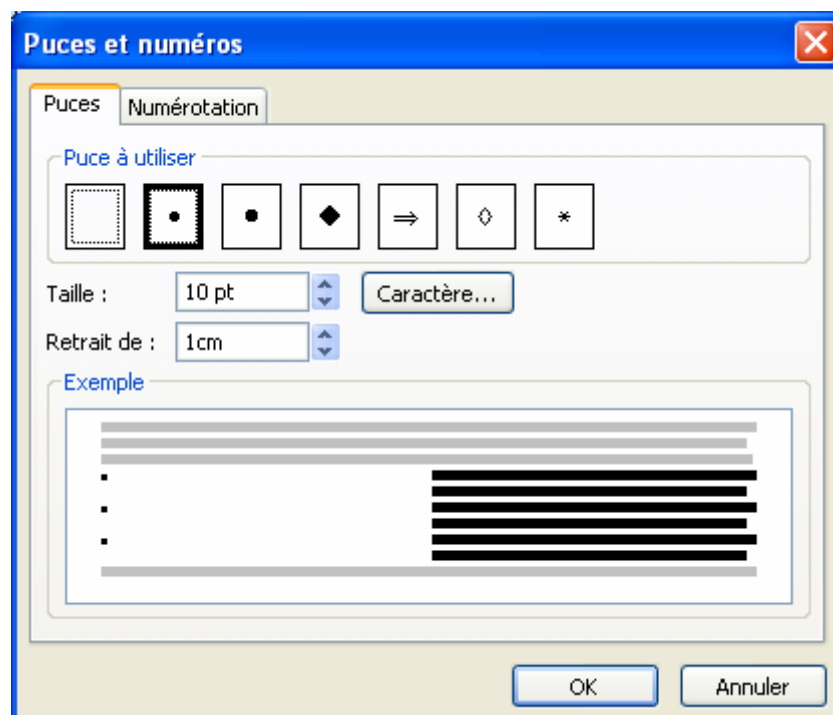 Puces et numéros
Puces
Numérotation
Puce à utiliser
Taille :
10 pt
Caractère...
Retrait de :
1cm
Exemple
OK
Annuler